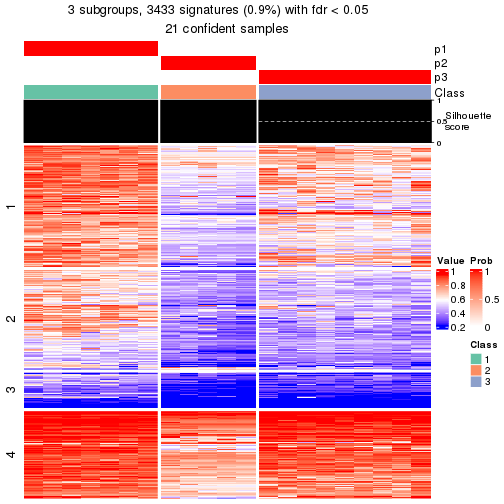 3 subgroups, 3433 signatures (0.9%) with fdr < 0.05
21 confident samples
p1
p2
p3
Class
1
0.5
0
Silhouette
score
1
2
3
4
Value
1
0.8
0.6
0.4
0.2
Prob
1
0.5
0
Class
1
2
3